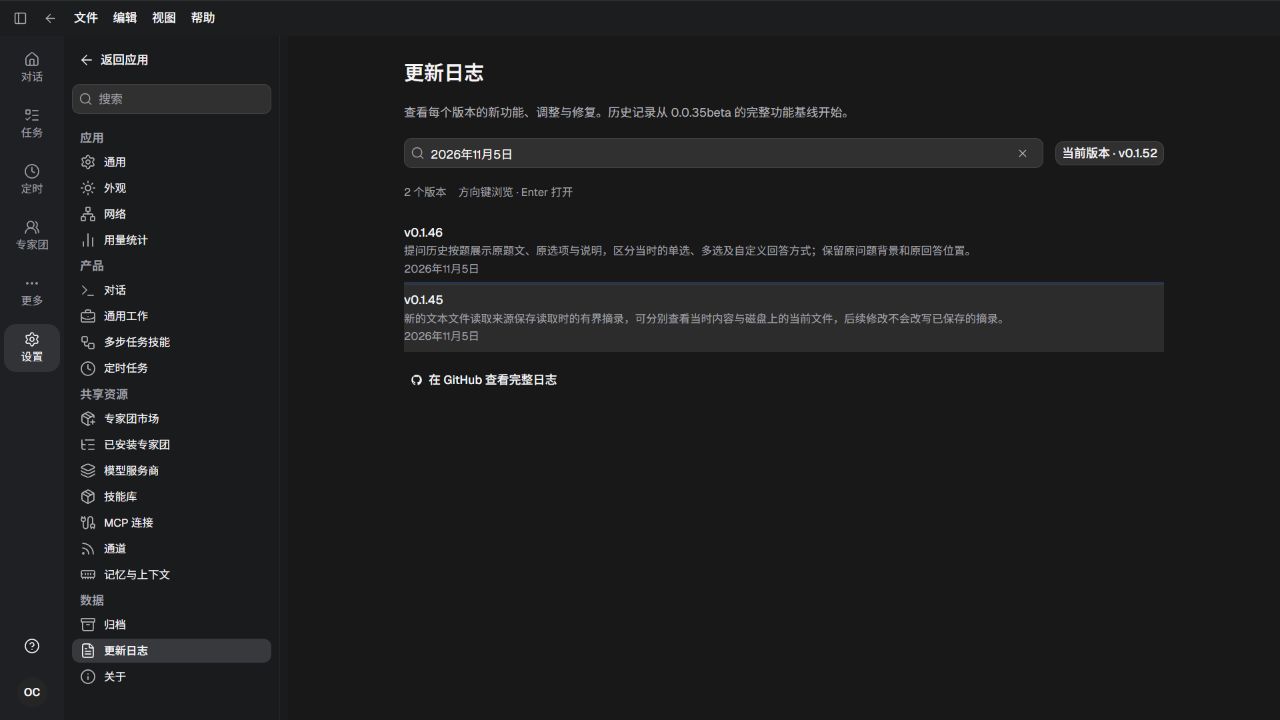 文件 编辑 视图 帮助
对话
任务
定时
专家团
更多
设置
OC
返回应用
搜索
应用
通用
外观
网络
用量统计
产品
对话
通用工作
多步任务技能
定时任务
共享资源
专家团市场
已安装专家团
模型服务商
技能库
MCP 连接
通道
记忆与上下文
数据
归档
更新日志
关于
更新日志
查看每个版本的新功能、调整与修复。历史记录从 0.0.35beta 的完整功能基线开始。
2026年11月5日
当前版本 · v0.1.52
2 个版本 方向键浏览 · Enter 打开
v0.1.46
提问历史按题展示原题文、原选项与说明，区分当时的单选、多选及自定义回答方式；保留原问题背景和原回答位置。
2026年11月5日
v0.1.45
新的文本文件读取来源保存读取时的有界摘录，可分别查看当时内容与磁盘上的当前文件，后续修改不会改写已保存的摘录。
2026年11月5日
在 GitHub 查看完整日志